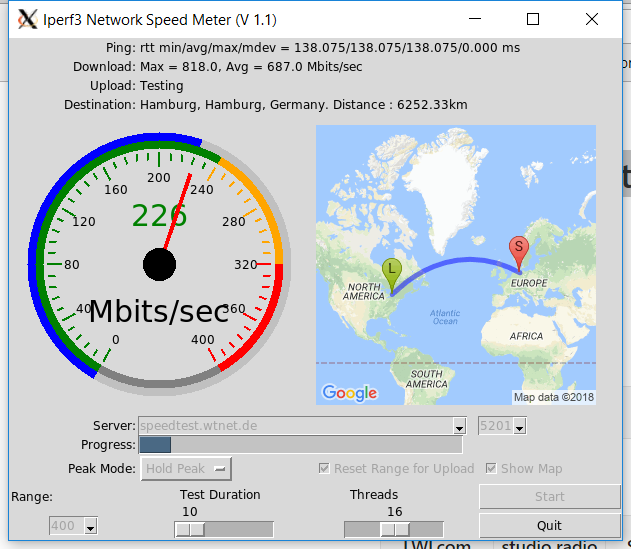 Iperf3 Network Speed Meter (V 1.1)
Ping: rtt min/avg/max/mdev = 138.075/138.075/138.075/0.000 ms
Download: Max = 818.0, Avg = 687.0 Mbits/sec
Upload: Testing
Destination: Hamburg, Hamburg, Germany. Distance : 6252.33km
200
160
240
226
120
280
80
320
40
Mbits/sec
360
0
400
S
L
NORTH
AMERICA
EUROPE
Atlantic
Ocean
AFRICA
SOUTH
AMERICA
Google
Map data ©2018
Server: speedtest.wtnet.de 5201
Progress:
Peak Mode: Hold Peak Reset Range for Upload Show Map
Range: Test Duration Threads Start
400 10 16 Quit
studio radio